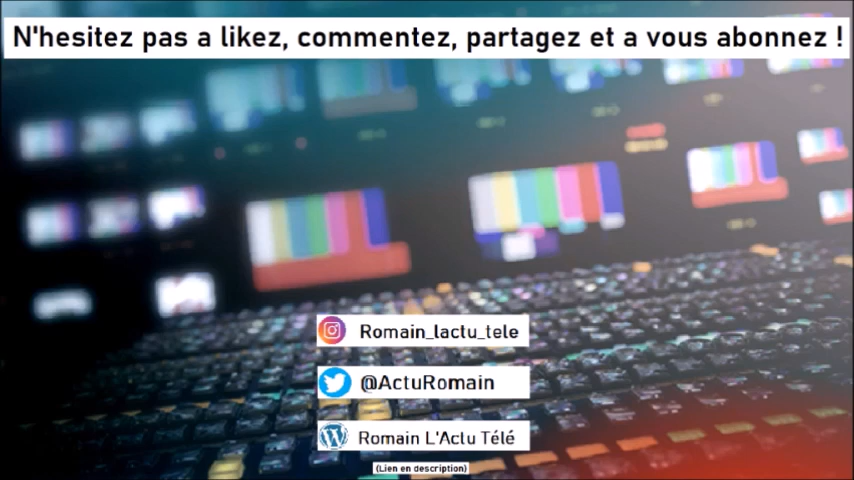 N'hesitez pas a likez, commentez, partagez et a vous abonnez !
Romain_lactu_tele
@ActuRomain
Romain L'Actu Télé
(Lien en description)